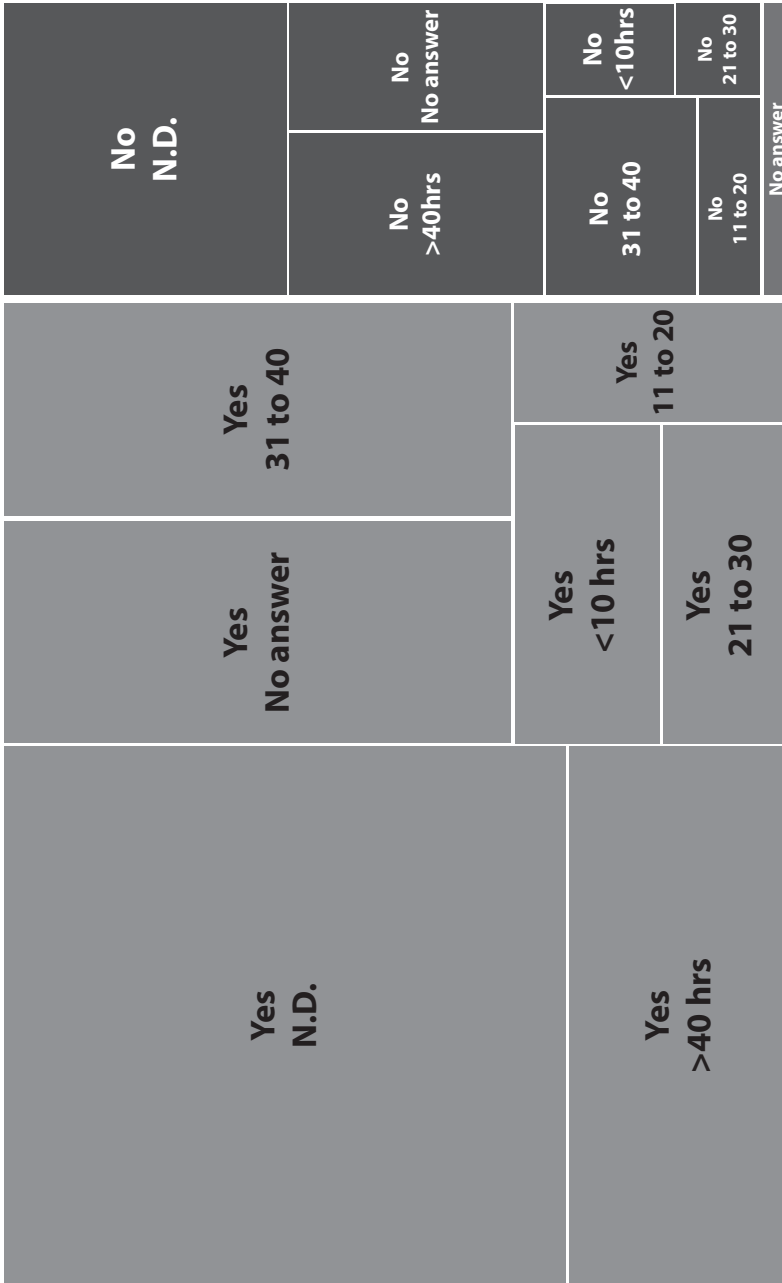 Yes
N.D.
Yes
>40 hrs
Yes
No answer
Yes
31 to 40
Yes
<10 hrs
Yes
21 to 30
Yes
11 to 20
No
N.D.
No
>40hrs
No
No answer
No
31 to 40
No
<10hrs
No
11 to 20
No
21 to 30
No answer